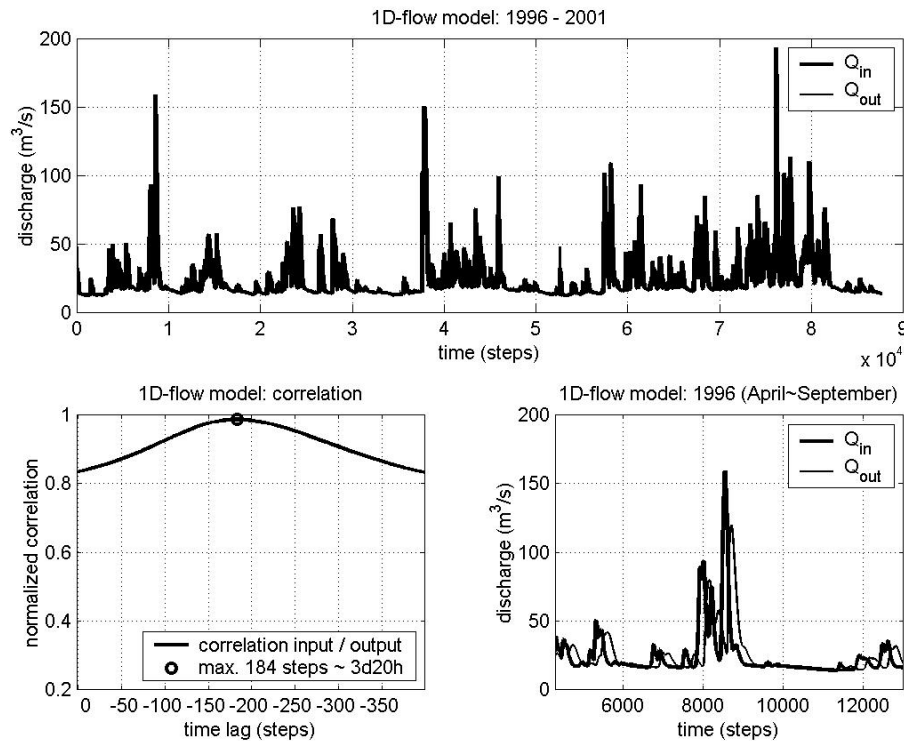 1D-flow model: 1996 - 2001
200
150
100
50
0
discharge (m³/s)
Q_in
Q_out
0 1 2 3 4 5 6 7 8 9
x 10⁴
time (steps)
1D-flow model: correlation
1
0.8
0.6
0.4
0.2
normalized correlation
correlation input / output
max. 184 steps ~ 3d20h
0 -50 -100 -150 -200 -250 -300 -350
time lag (steps)
1D-flow model: 1996 (April~September)
200
150
100
50
0
discharge (m³/s)
Q_in
Q_out
6000 8000 10000 12000
time (steps)